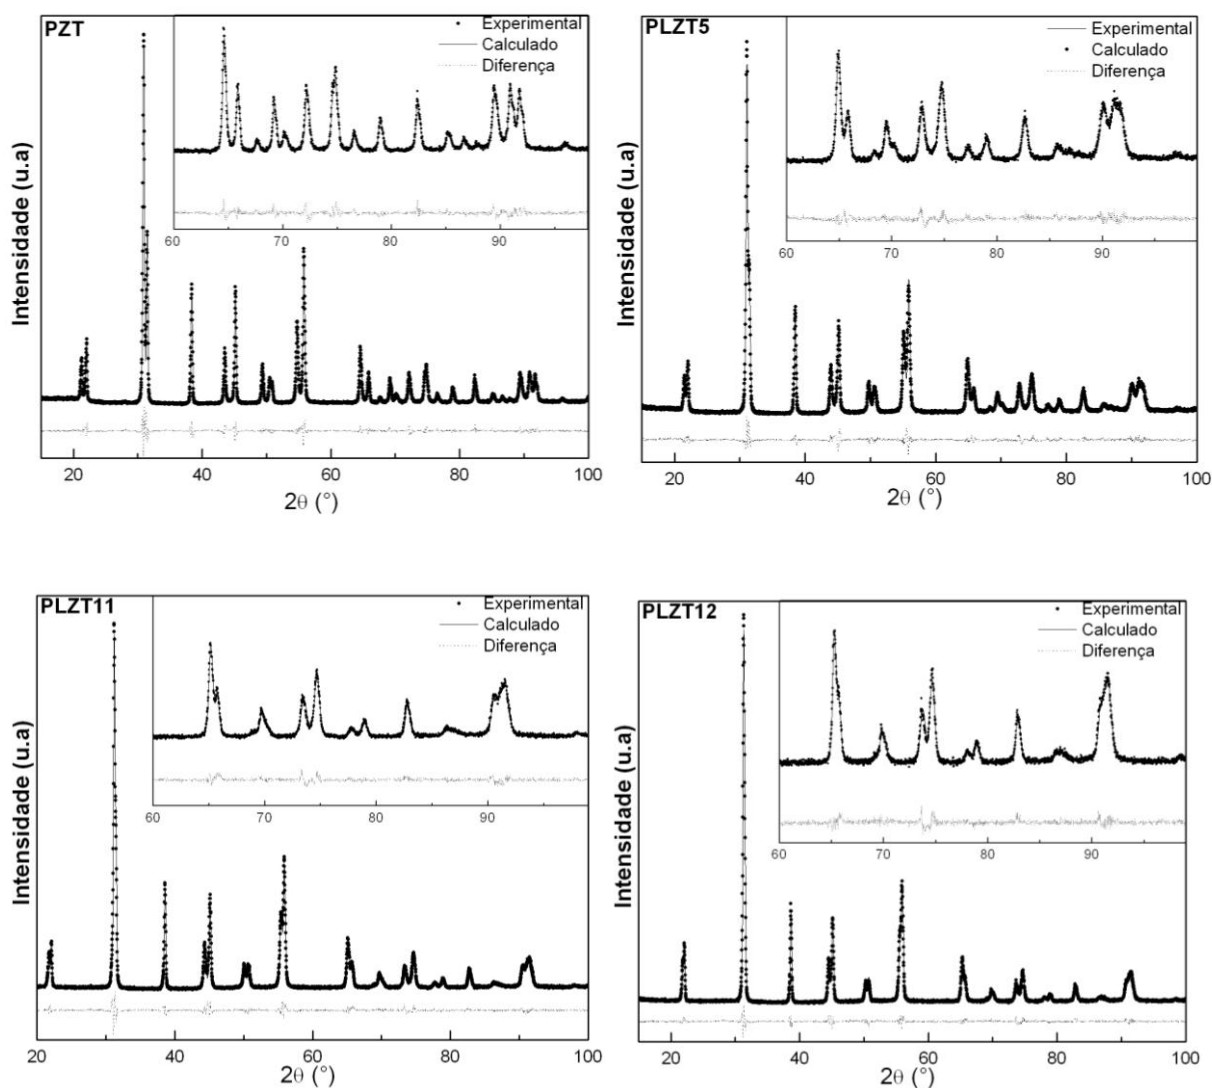 PZT
Experimental
Calculado
Diferença
60 70 80 90
Intensidade (u.a)
20 40 60 80 100
2θ (°)
PLZT5
Experimental
Calculado
Diferença
60 70 80 90
Intensidade (u.a)
20 40 60 80 100
2θ (°)
PLZT11
Experimental
Calculado
Diferença
60 70 80 90
Intensidade (u.a)
20 40 60 80 100
2θ (°)
PLZT12
Experimental
Calculado
Diferença
60 70 80 90
Intensidade (u.a)
20 40 60 80 100
2θ (°)